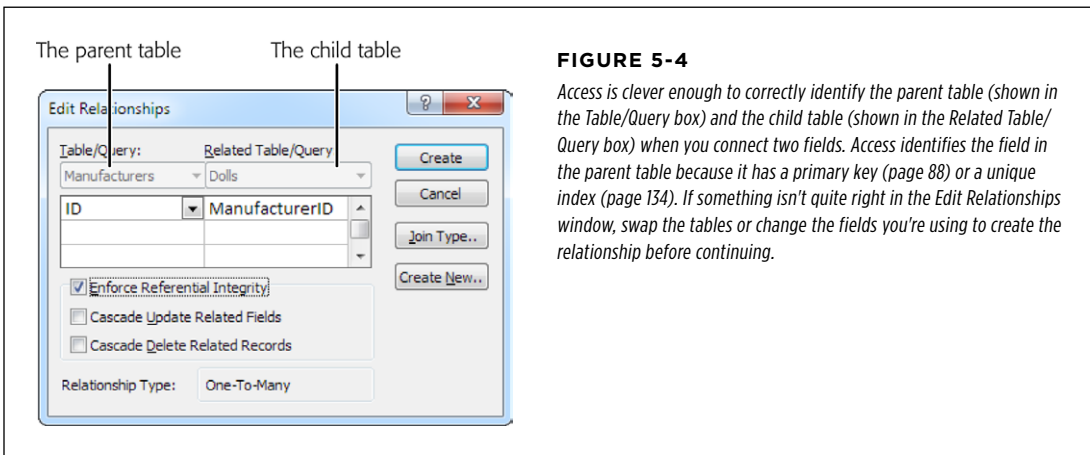 The parent table
The child table
Edit Relationships
Table/Query:
Related Table/Query
Manufacturers
Dolls
ID
ManufacturerID
Enforce Referential Integrity
Cascade Update Related Fields
Cascade Delete Related Records
Relationship Type:
One-To-Many
?
X
Create
Cancel
Join Type..
Create New..
FIGURE 5-4
Access is clever enough to correctly identify the parent table (shown in
the Table/Query box) and the child table (shown in the Related Table/
Query box) when you connect two fields. Access identifies the field in
the parent table because it has a primary key (page 88) or a unique
index (page 134). If something isn't quite right in the Edit Relationships
window, swap the tables or change the fields you're using to create the
relationship before continuing.